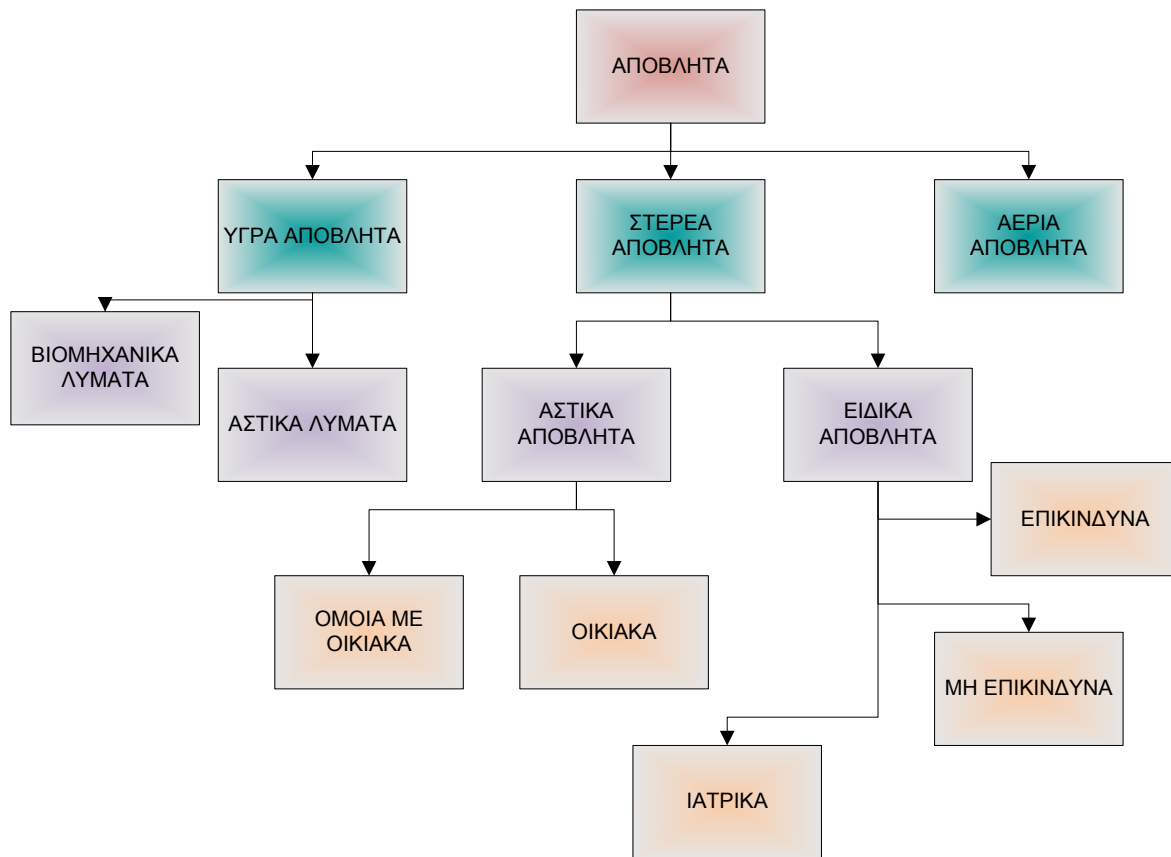 ΑΠΟΒΛΗΤΑ
ΥΓΡΑ ΑΠΟΒΛΗΤΑ
ΣΤΕΡΕΑ
ΑΠΟΒΛΗΤΑ
ΑΕΡΙΑ
ΑΠΟΒΛΗΤΑ
ΒΙΟΜΗΧΑΝΙΚΑ
ΛΥΜΑΤΑ
ΑΣΤΙΚΑ ΛΥΜΑΤΑ
ΑΣΤΙΚΑ
ΑΠΟΒΛΗΤΑ
ΕΙΔΙΚΑ
ΑΠΟΒΛΗΤΑ
ΕΠΙΚΙΝΔΥΝΑ
ΟΜΟΙΑ ΜΕ
ΟΙΚΙΑΚΑ
ΟΙΚΙΑΚΑ
ΜΗ ΕΠΙΚΙΝΔΥΝΑ
ΙΑΤΡΙΚΑ